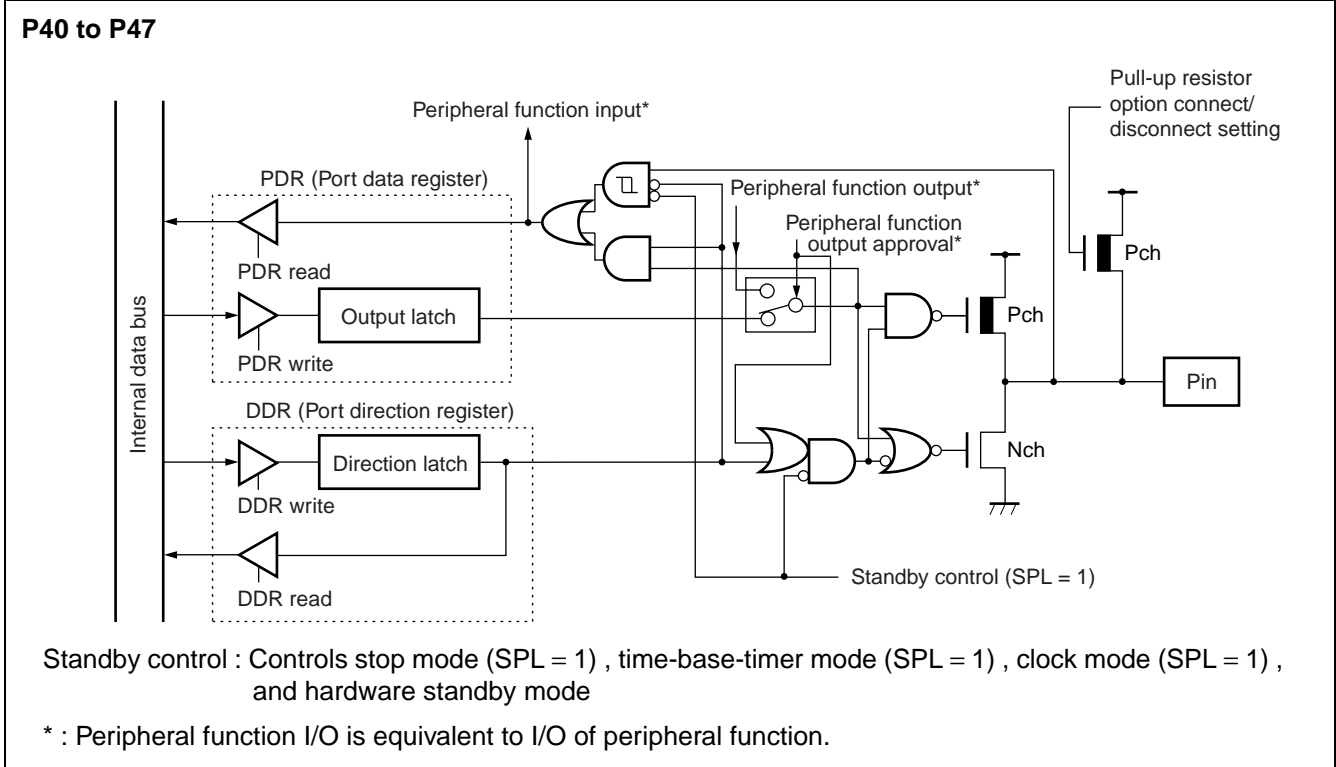 P40 to P47
Pull-up resistor
option connect/
disconnect setting
Peripheral function input*
PDR (Port data register)
Peripheral function output*
Peripheral function
output approval*
Pch
PDR read
Internal data bus
Output latch
Pch
PDR write
Pin
DDR (Port direction register)
Direction latch
Nch
DDR write
Standby control (SPL = 1)
DDR read
Standby control : Controls stop mode (SPL = 1) , time-base-timer mode (SPL = 1) , clock mode (SPL = 1) ,
and hardware standby mode
* : Peripheral function I/O is equivalent to I/O of peripheral function.